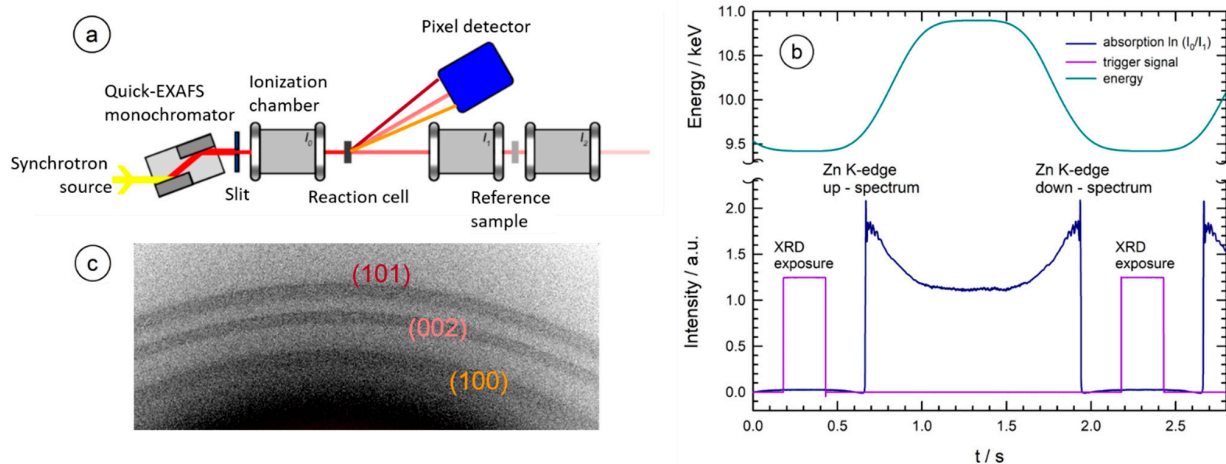 a
Pixel detector
Quick-EXAFS
monochromator
Ionization
chamber
I0
I1
I2
Synchrotron
source
Slit
Reaction cell
Reference
sample
c
(101)
(002)
(100)
b
absorption ln (I0/I1)
trigger signal
energy
Energy / keV
11.0
10.5
10.0
9.5
Zn K-edge
up - spectrum
Zn K-edge
down - spectrum
XRD
exposure
XRD
exposure
Intensity / a.u.
2.0
1.5
1.0
0.5
0.0
0.0
0.5
1.0
1.5
2.0
2.5
t / s